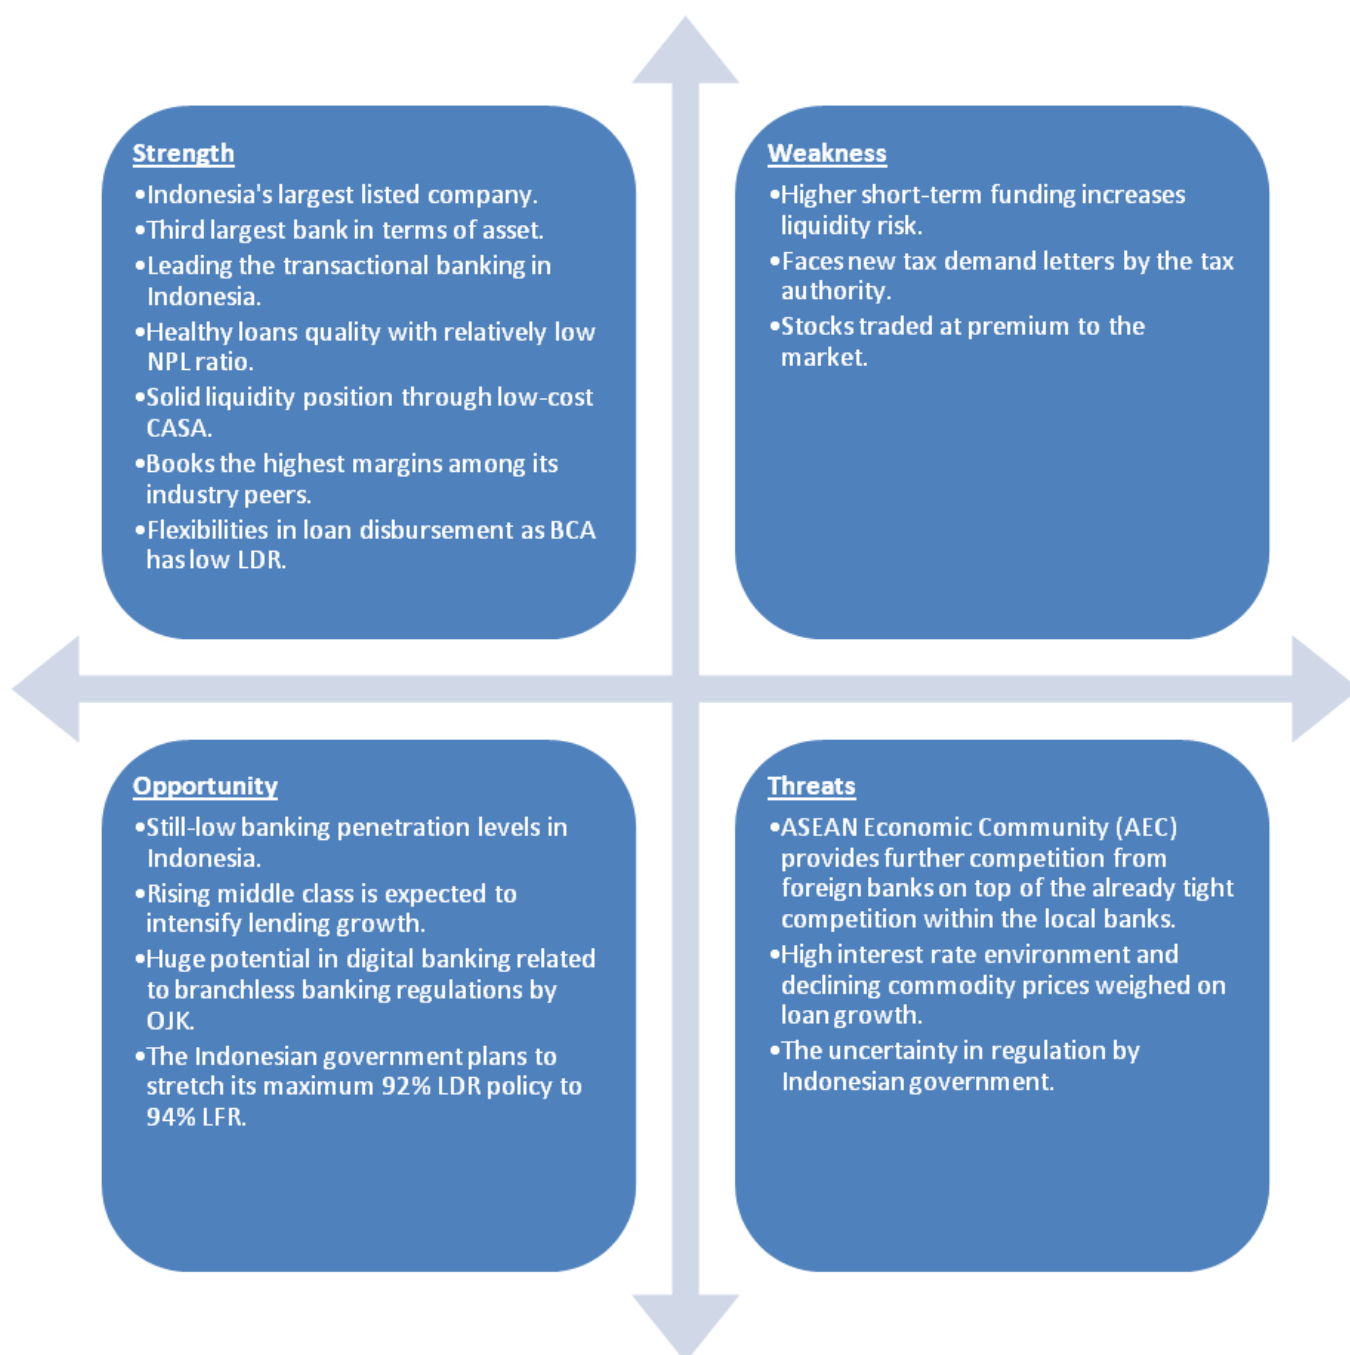 Strength
•Indonesia's largest listed company.
•Third largest bank in terms of asset.
•Leading the transactional banking in
Indonesia.
•Healthy loans quality with relatively low
NPL ratio.
•Solid liquidity position through low-cost
CASA.
•Books the highest margins among its
industry peers.
•Flexibilities in loan disbursement as BCA
has low LDR.
Weakness
•Higher short-term funding increases
liquidity risk.
•Faces new tax demand letters by the tax
authority.
•Stocks traded at premium to the
market.
Opportunity
•Still-low banking penetration levels in
Indonesia.
•Rising middle class is expected to
intensify lending growth.
•Huge potential in digital banking related
to branchless banking regulations by
OJK.
•The Indonesian government plans to
stretch its maximum 92% LDR policy to
94% LFR.
Threats
•ASEAN Economic Community (AEC)
provides further competition from
foreign banks on top of the already tight
competition within the local banks.
•High interest rate environment and
declining commodity prices weighed on
loan growth.
•The uncertainty in regulation by
Indonesian government.